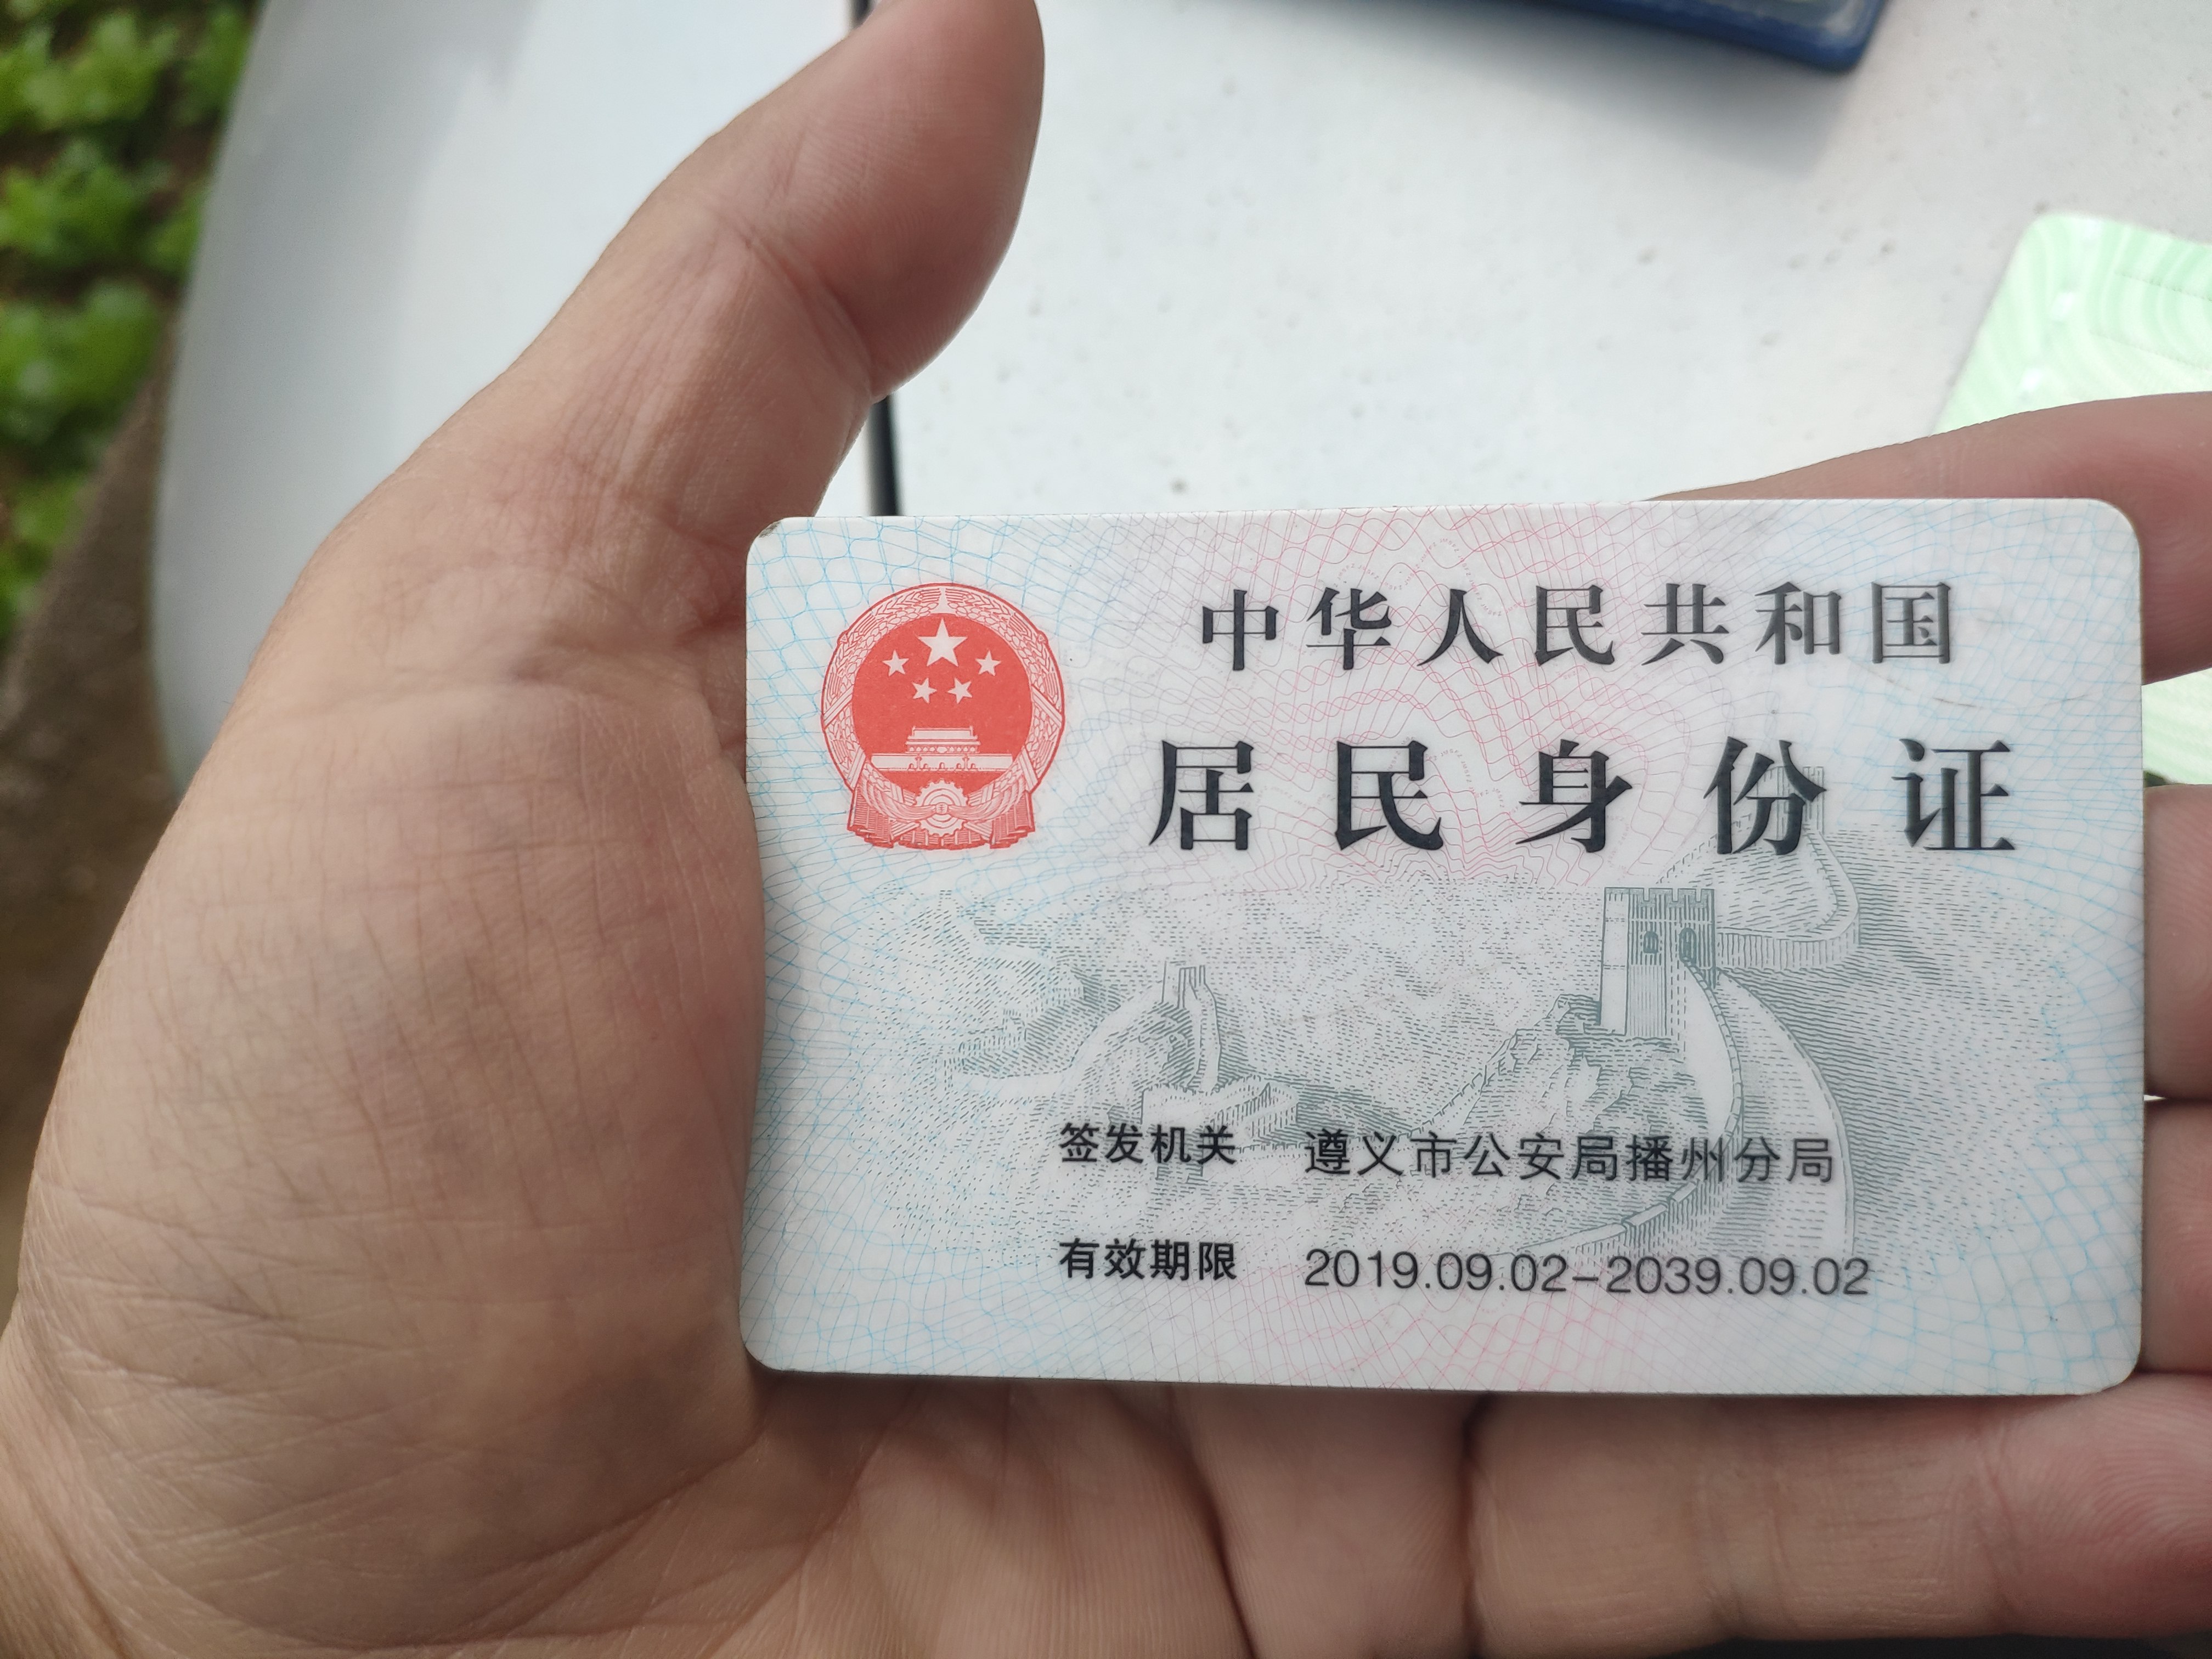 中华人民共和国
居民身份证
签发机关 遵义市公安局播州分局
有效期限 2019.09.02-2039.09.02